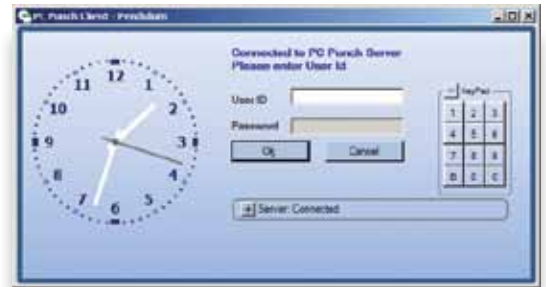 PC Punch Client - Pendulum
Connected to PC Punch Server
Please enter User Id
User ID
Password
Ok
Cancel
KeyPad
1 2 3
4 5 6
7 8 9
0 C
+ Server: Connected
12
11
1
10
2
9
3
8
4
7
5
6